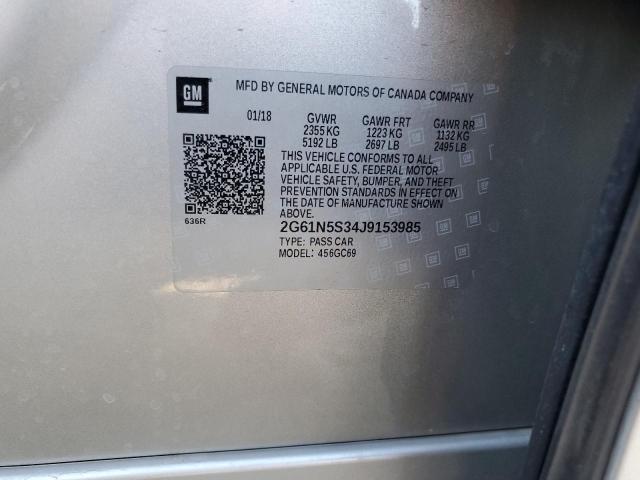 GM
MFD BY GENERAL MOTORS OF CANADA COMPANY
01/18 GVWR GAWR FRT GAWR RR
2355 KG 1223 KG 1132 KG
5192 LB 2697 LB 2495 LB
THIS VEHICLE CONFORMS TO ALL
APPLICABLE U.S. FEDERAL MOTOR
VEHICLE SAFETY, BUMPER, AND THEFT
PREVENTION STANDARDS IN EFFECT ON
THE DATE OF MANUFACTURE SHOWN
ABOVE.
636R
2G61N5S34J9153985
TYPE: PASS CAR
MODEL: 456GC69